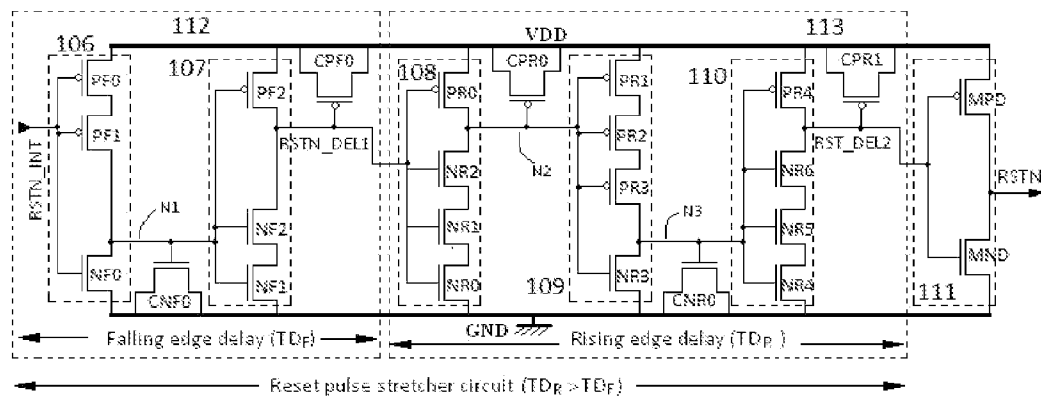 112
VDD
113
106
PF0
107
PF2
CPF0
108
PR0
CPR0
PR1
110
PR4
CPR1
MPD
PF1
RSTN_INT
RSTN_DEL1
PR2
RST_DEL2
N2
NR2
PR3
NR6
RSTN
N1
NF2
NR1
N3
NR5
MND
NF0
CNF0
NF1
NR0
109
NR3
CNR0
NR4
111
GND
Falling edge delay (TDF)
Rising edge delay (TDR )
Reset pulse stretcher circuit (TDR >TDF)